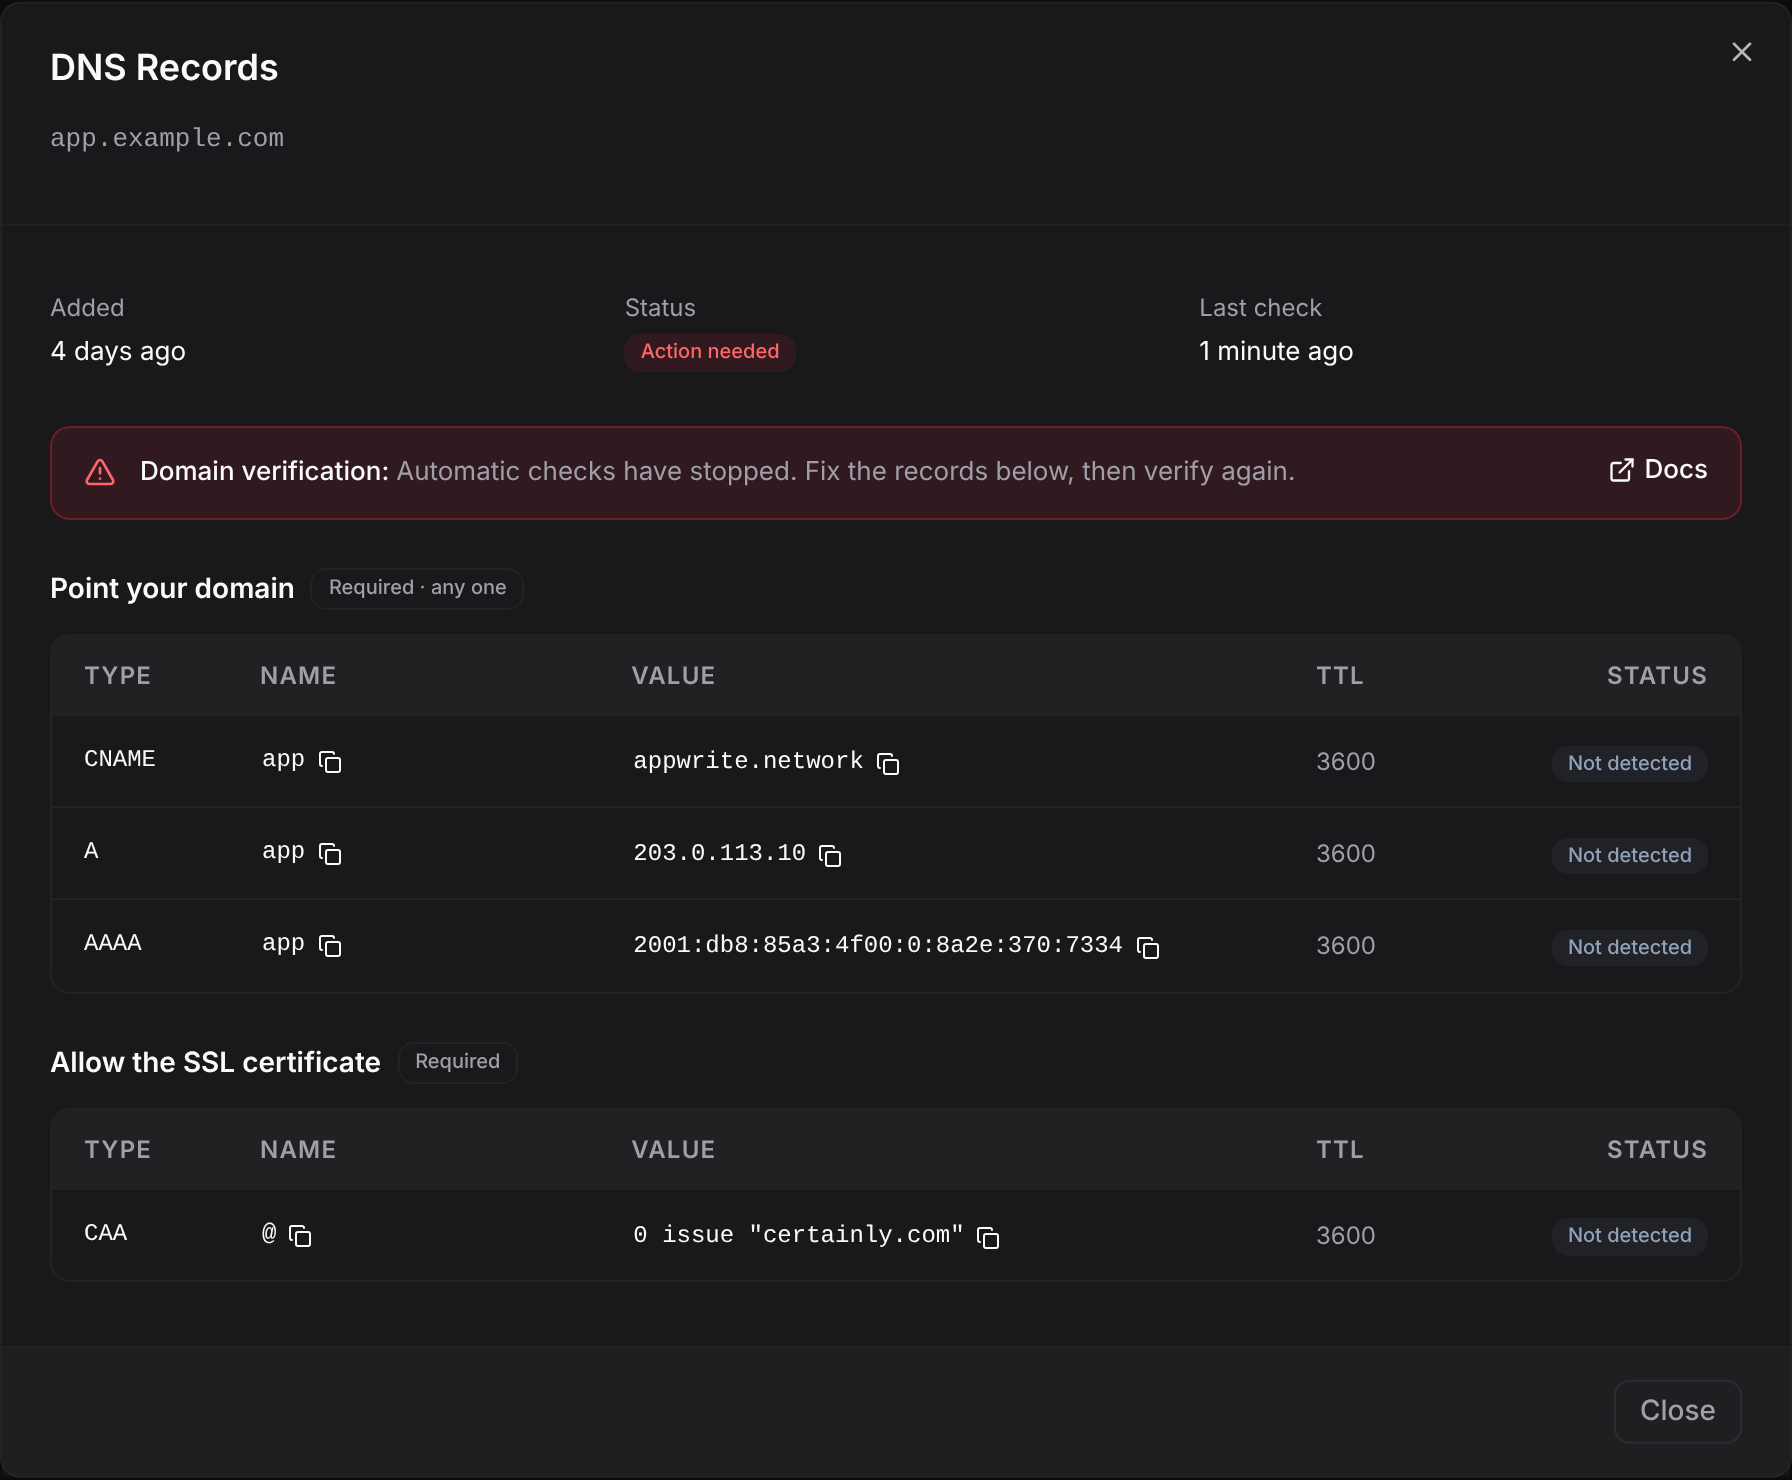 DNS Records
app.example.com
Added Status Last check
4 days ago Action needed 1 minute ago
Domain verification: Automatic checks have stopped. Fix the records below, then verify again. Docs
Point your domain Required · any one
TYPE NAME VALUE TTL STATUS
CNAME app appwrite.network 3600 Not detected
A app 203.0.113.10 3600 Not detected
AAAA app 2001:db8:85a3:4f00:0:8a2e:370:7334 3600 Not detected
Allow the SSL certificate Required
TYPE NAME VALUE TTL STATUS
CAA @ 0 issue "certainly.com" 3600 Not detected
Close